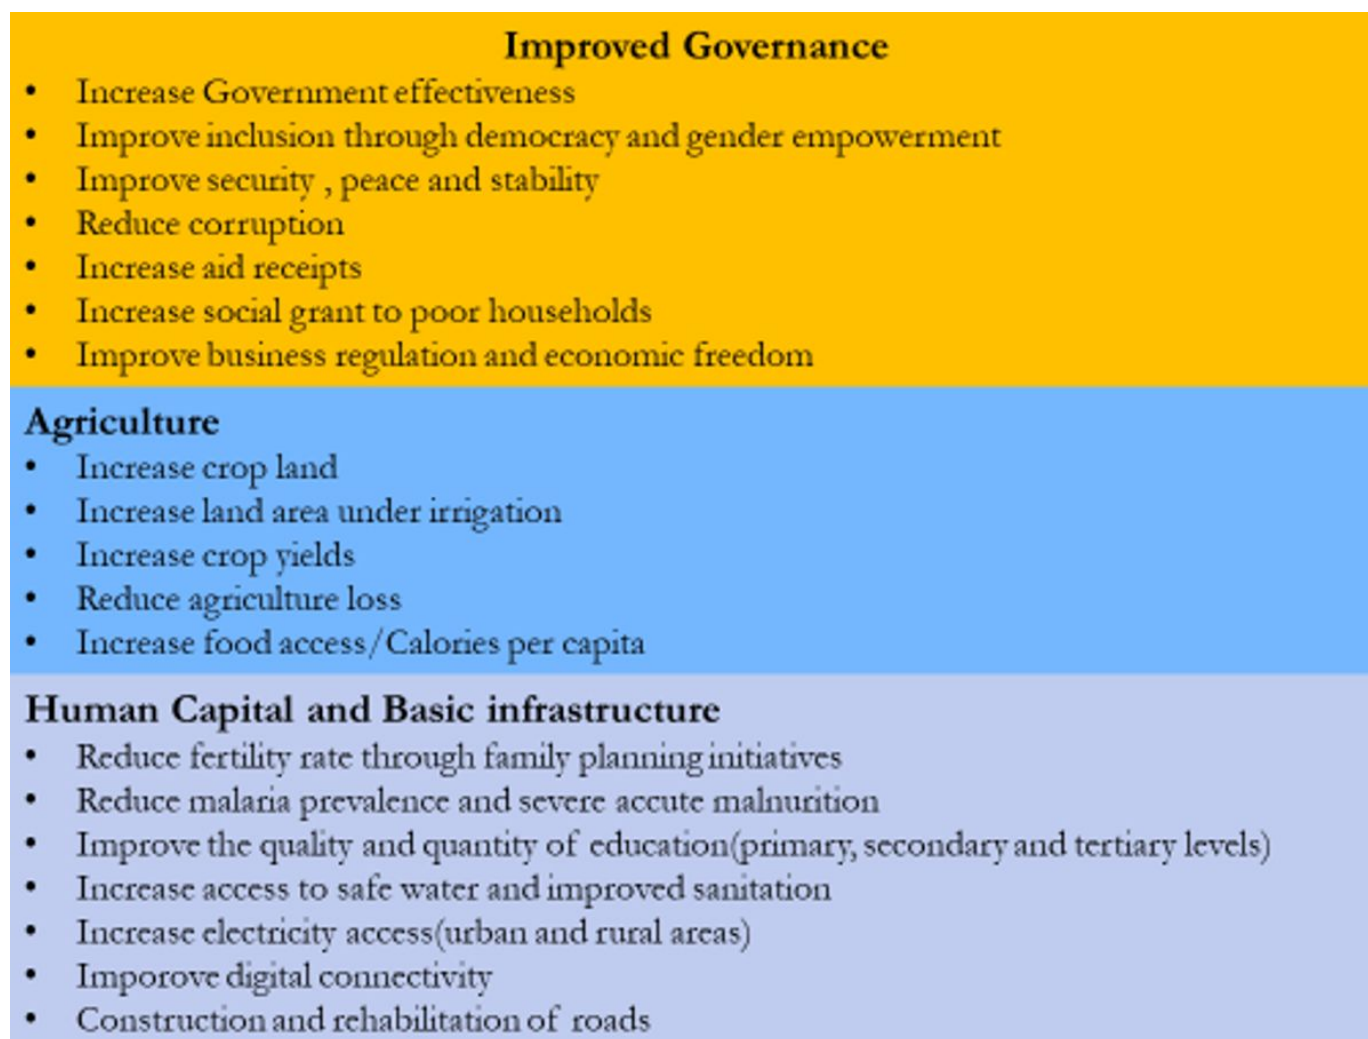 Improved Governance
• Increase Government effectiveness
• Improve inclusion through democracy and gender empowerment
• Improve security , peace and stability
• Reduce corruption
• Increase aid receipts
• Increase social grant to poor households
• Improve business regulation and economic freedom
Agriculture
• Increase crop land
• Increase land area under irrigation
• Increase crop yields
• Reduce agriculture loss
• Increase food access/Calories per capita
Human Capital and Basic infrastructure
• Reduce fertility rate through family planning initiatives
• Reduce malaria prevalence and severe accute malnurition
• Improve the quality and quantity of education(primary, secondary and tertiary levels)
• Increase access to safe water and improved sanitation
• Increase electricity access(urban and rural areas)
• Imporove digital connectivity
• Construction and rehabilitation of roads